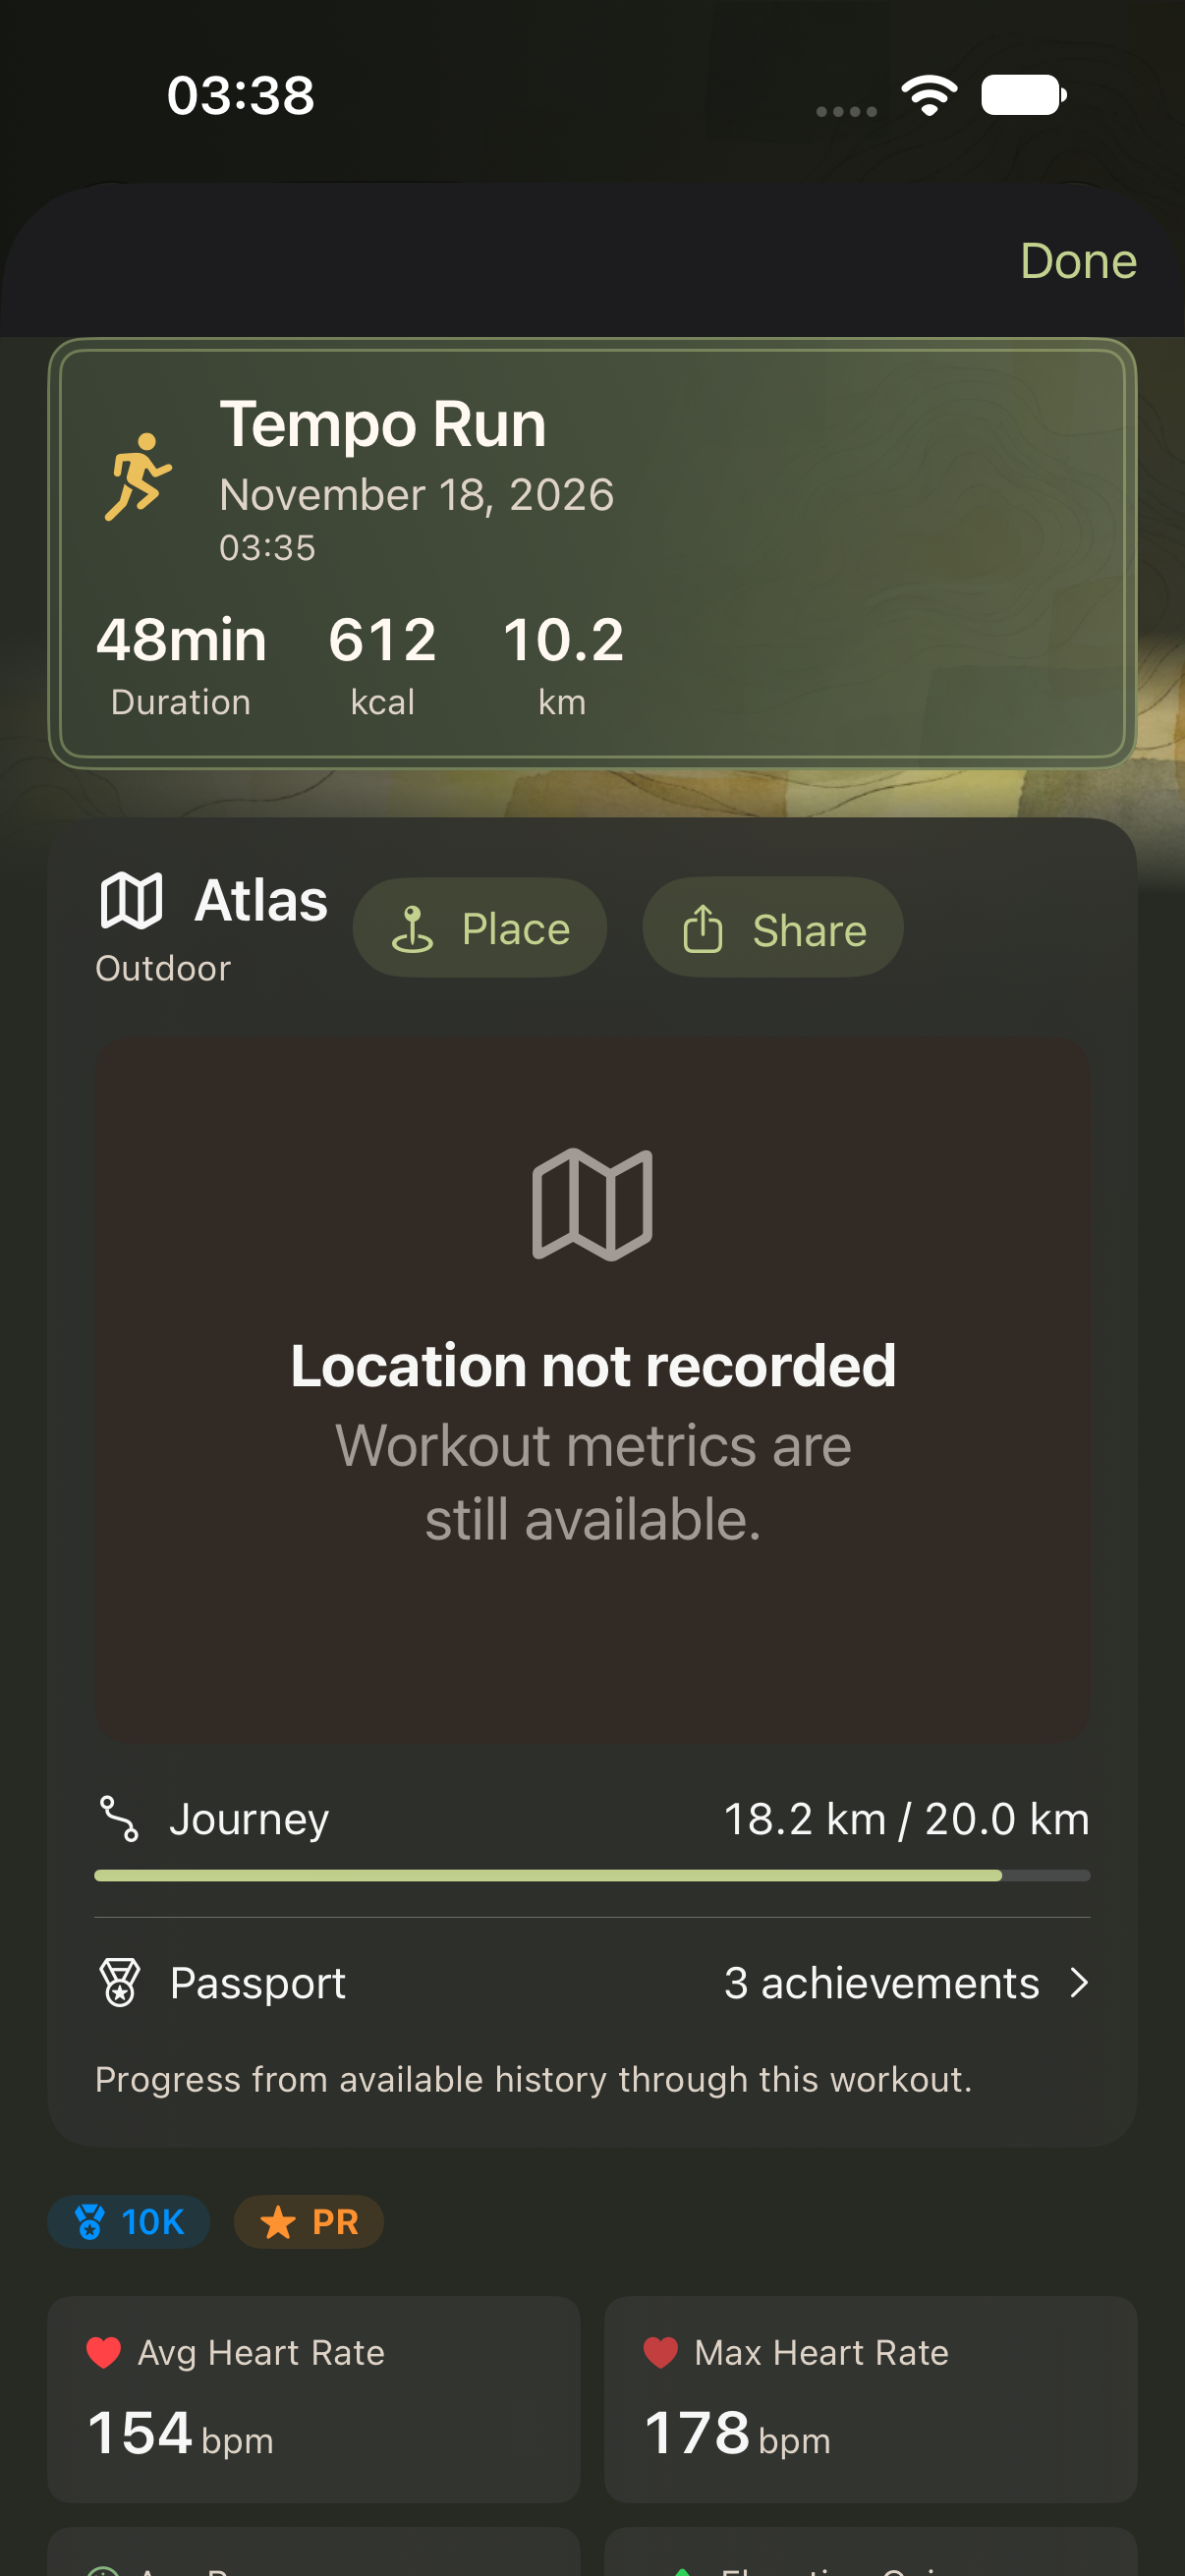 03:38
Done
Tempo Run
November 18, 2026
03:35
48min 612 10.2
Duration kcal km
Atlas
Outdoor
Place
Share
Location not recorded
Workout metrics are
still available.
Journey 18.2 km / 20.0 km
Passport 3 achievements
Progress from available history through this workout.
10K PR
Avg Heart Rate
154 bpm
Max Heart Rate
178 bpm